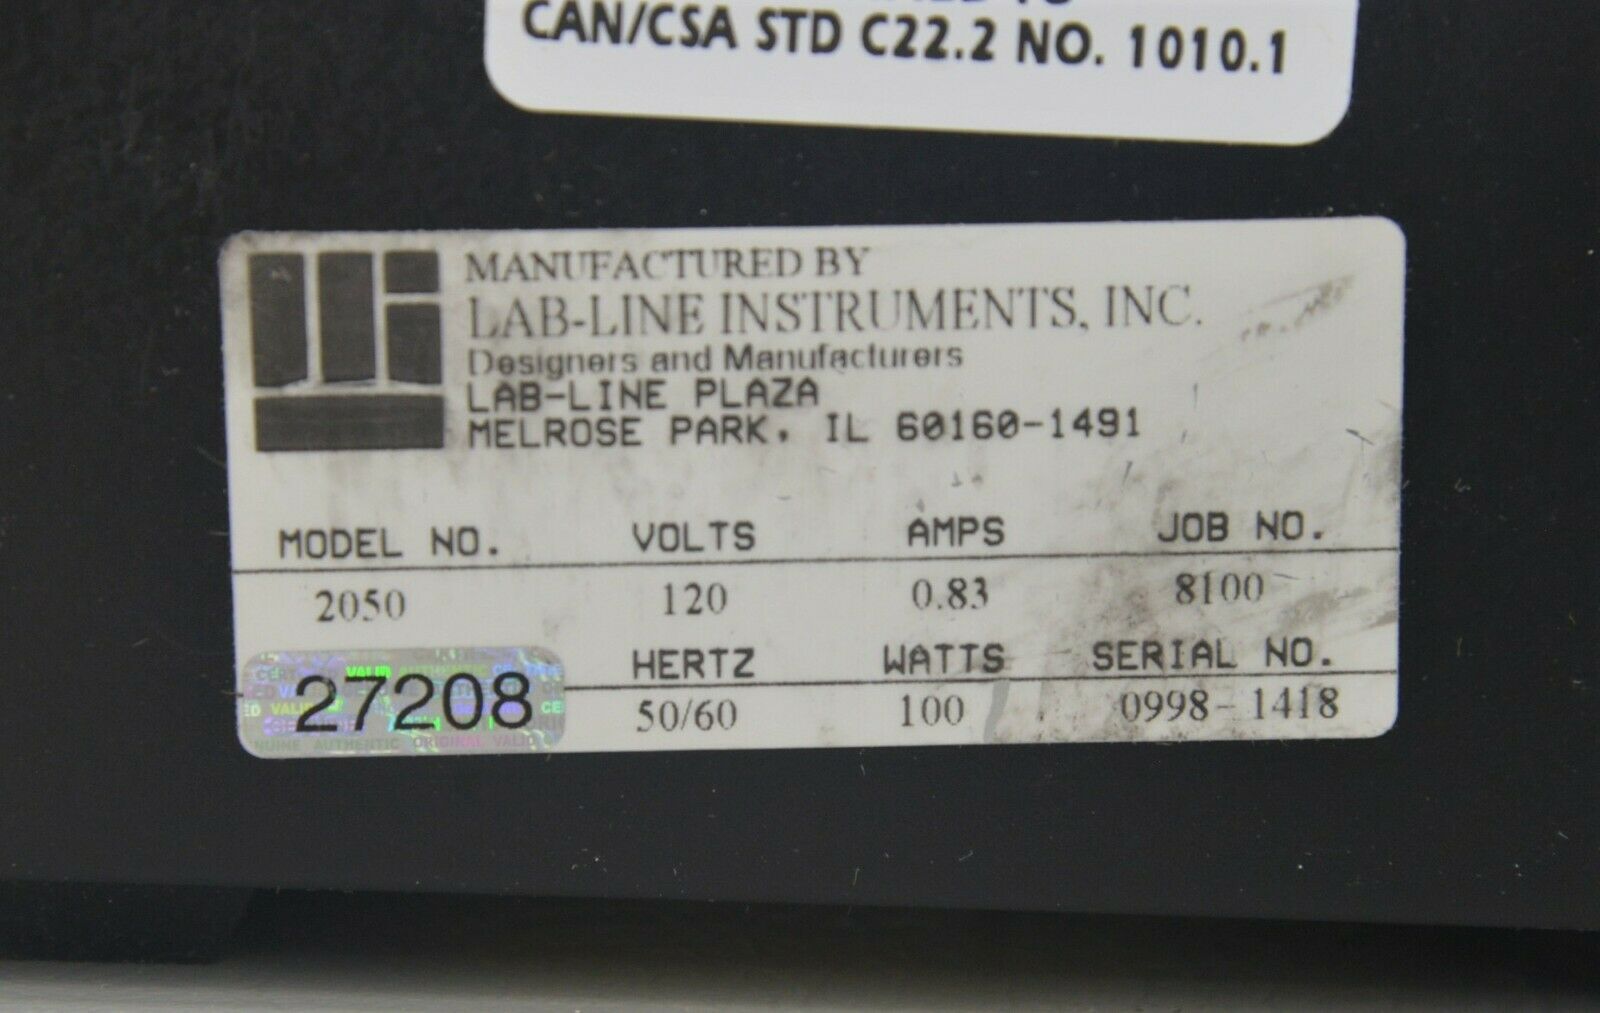 CAN/CSA STD C22.2 NO. 1010.1
MANUFACTURED BY
LAB-LINE INSTRUMENTS, INC.
Designers and Manufacturers
LAB-LINE PLAZA
MELROSE PARK, IL 60160-1491
MODEL NO. VOLTS AMPS JOB NO.
2050 120 0.83 8100
HERTZ WATTS SERIAL NO.
50/60 100 0998-1418
27208